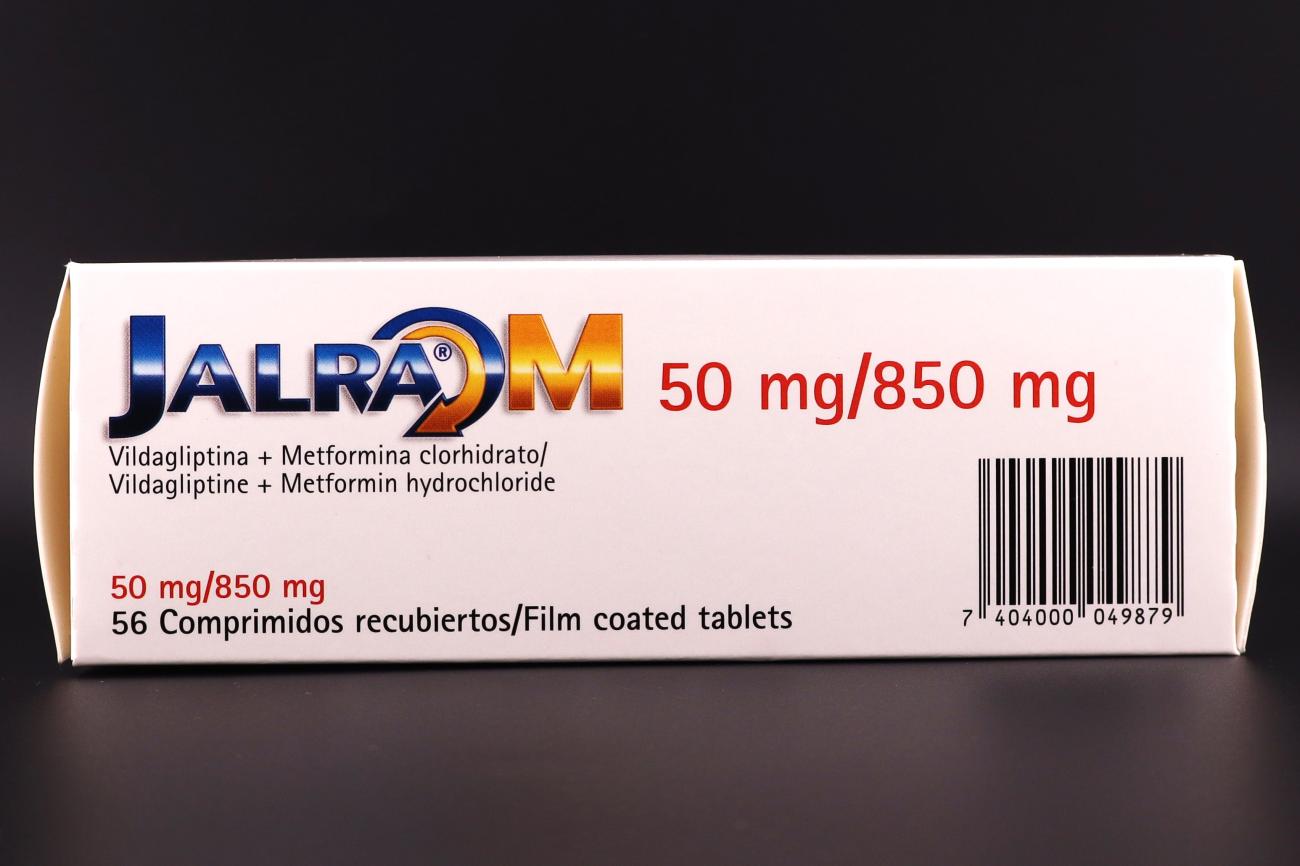 JALRA® M 50 mg/850 mg
Vildagliptina + Metformina clorhidrato/
Vildagliptine + Metformin hydrochloride
50 mg/850 mg
56 Comprimidos recubiertos/Film coated tablets
7 404000 049879